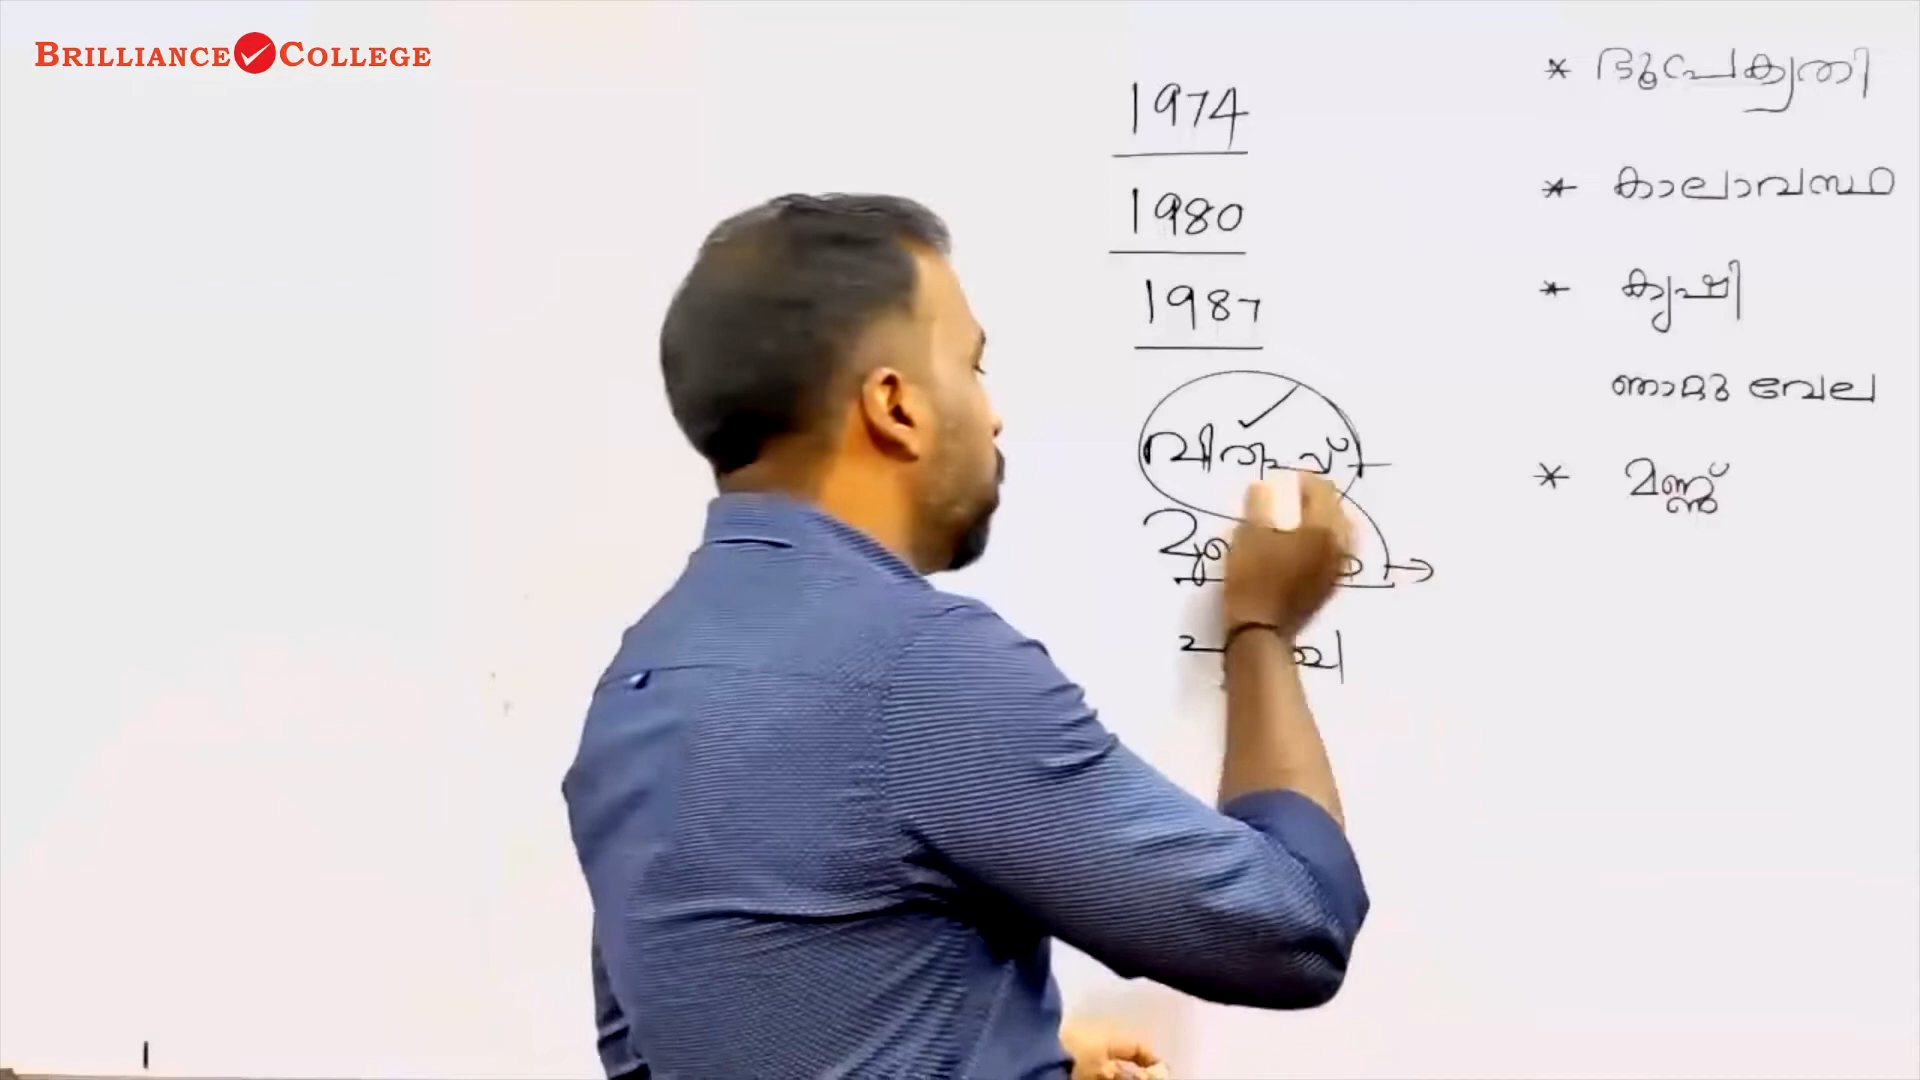 BRILLIANCE COLLEGE
1974
1980
1987
വിരുപ്പ്
* ഭൂപ്രകൃതി
* കാലാവസ്ഥ
* കൃഷി
ഞാറ്റുവേല
* മണ്ണ്